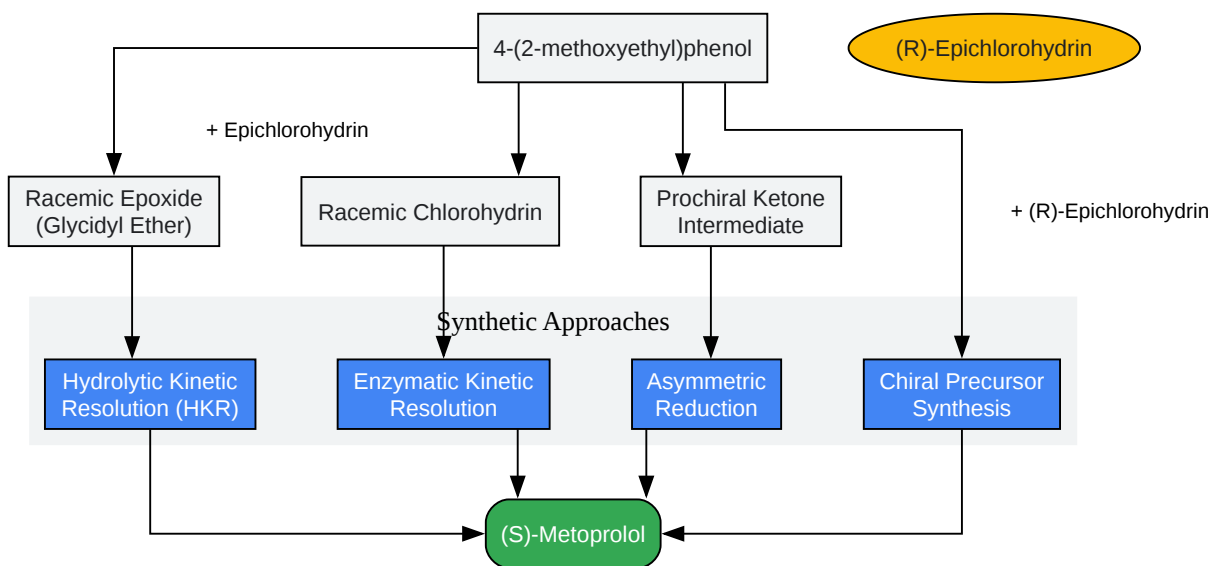 4-(2-methoxyethyl)phenol
(R)-Epichlorohydrin
+ Epichlorohydrin
Racemic Epoxide
(Glycidyl Ether)
Racemic Chlorohydrin
Prochiral Ketone
Intermediate
+ (R)-Epichlorohydrin
Synthetic Approaches
Hydrolytic Kinetic
Resolution (HKR)
Enzymatic Kinetic
Resolution
Asymmetric
Reduction
Chiral Precursor
Synthesis
(S)-Metoprolol